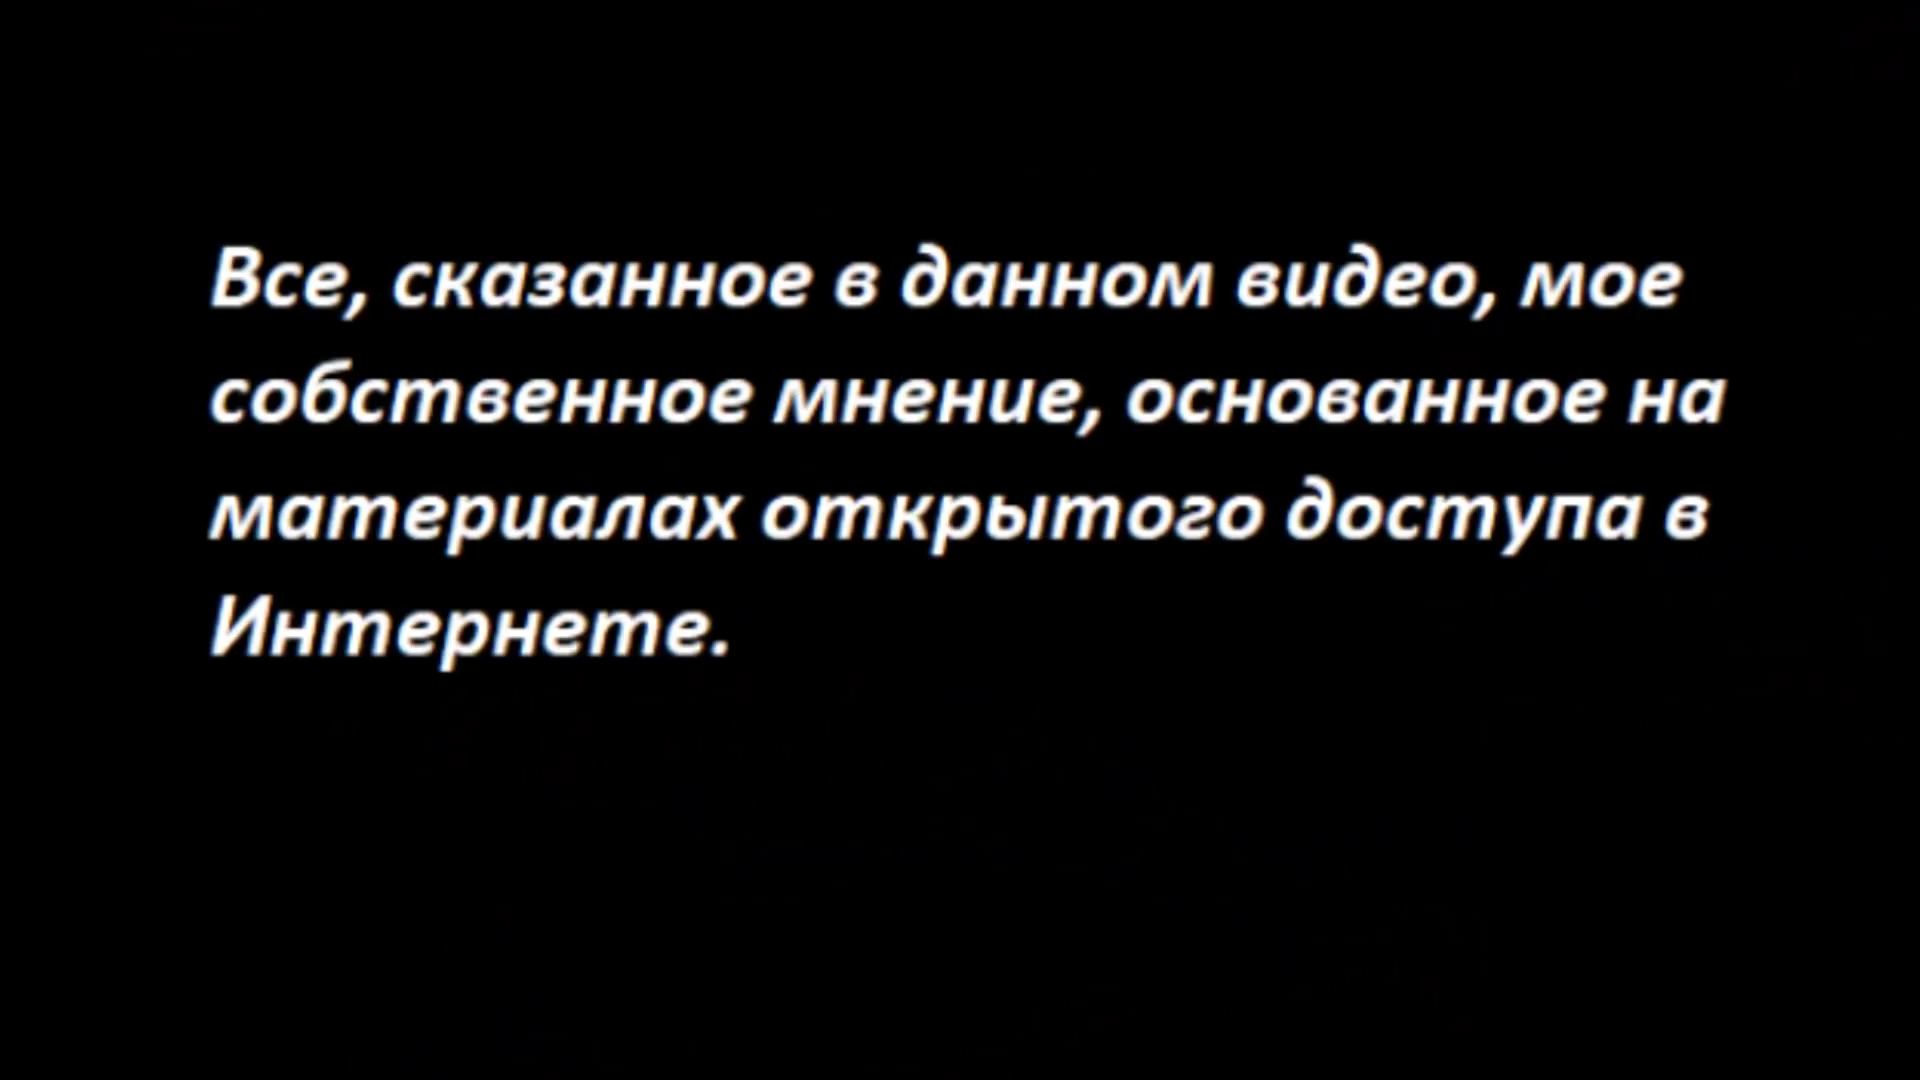 Все, сказанное в данном видео, мое
собственное мнение, основанное на
материалах открытого доступа в
Интернете.